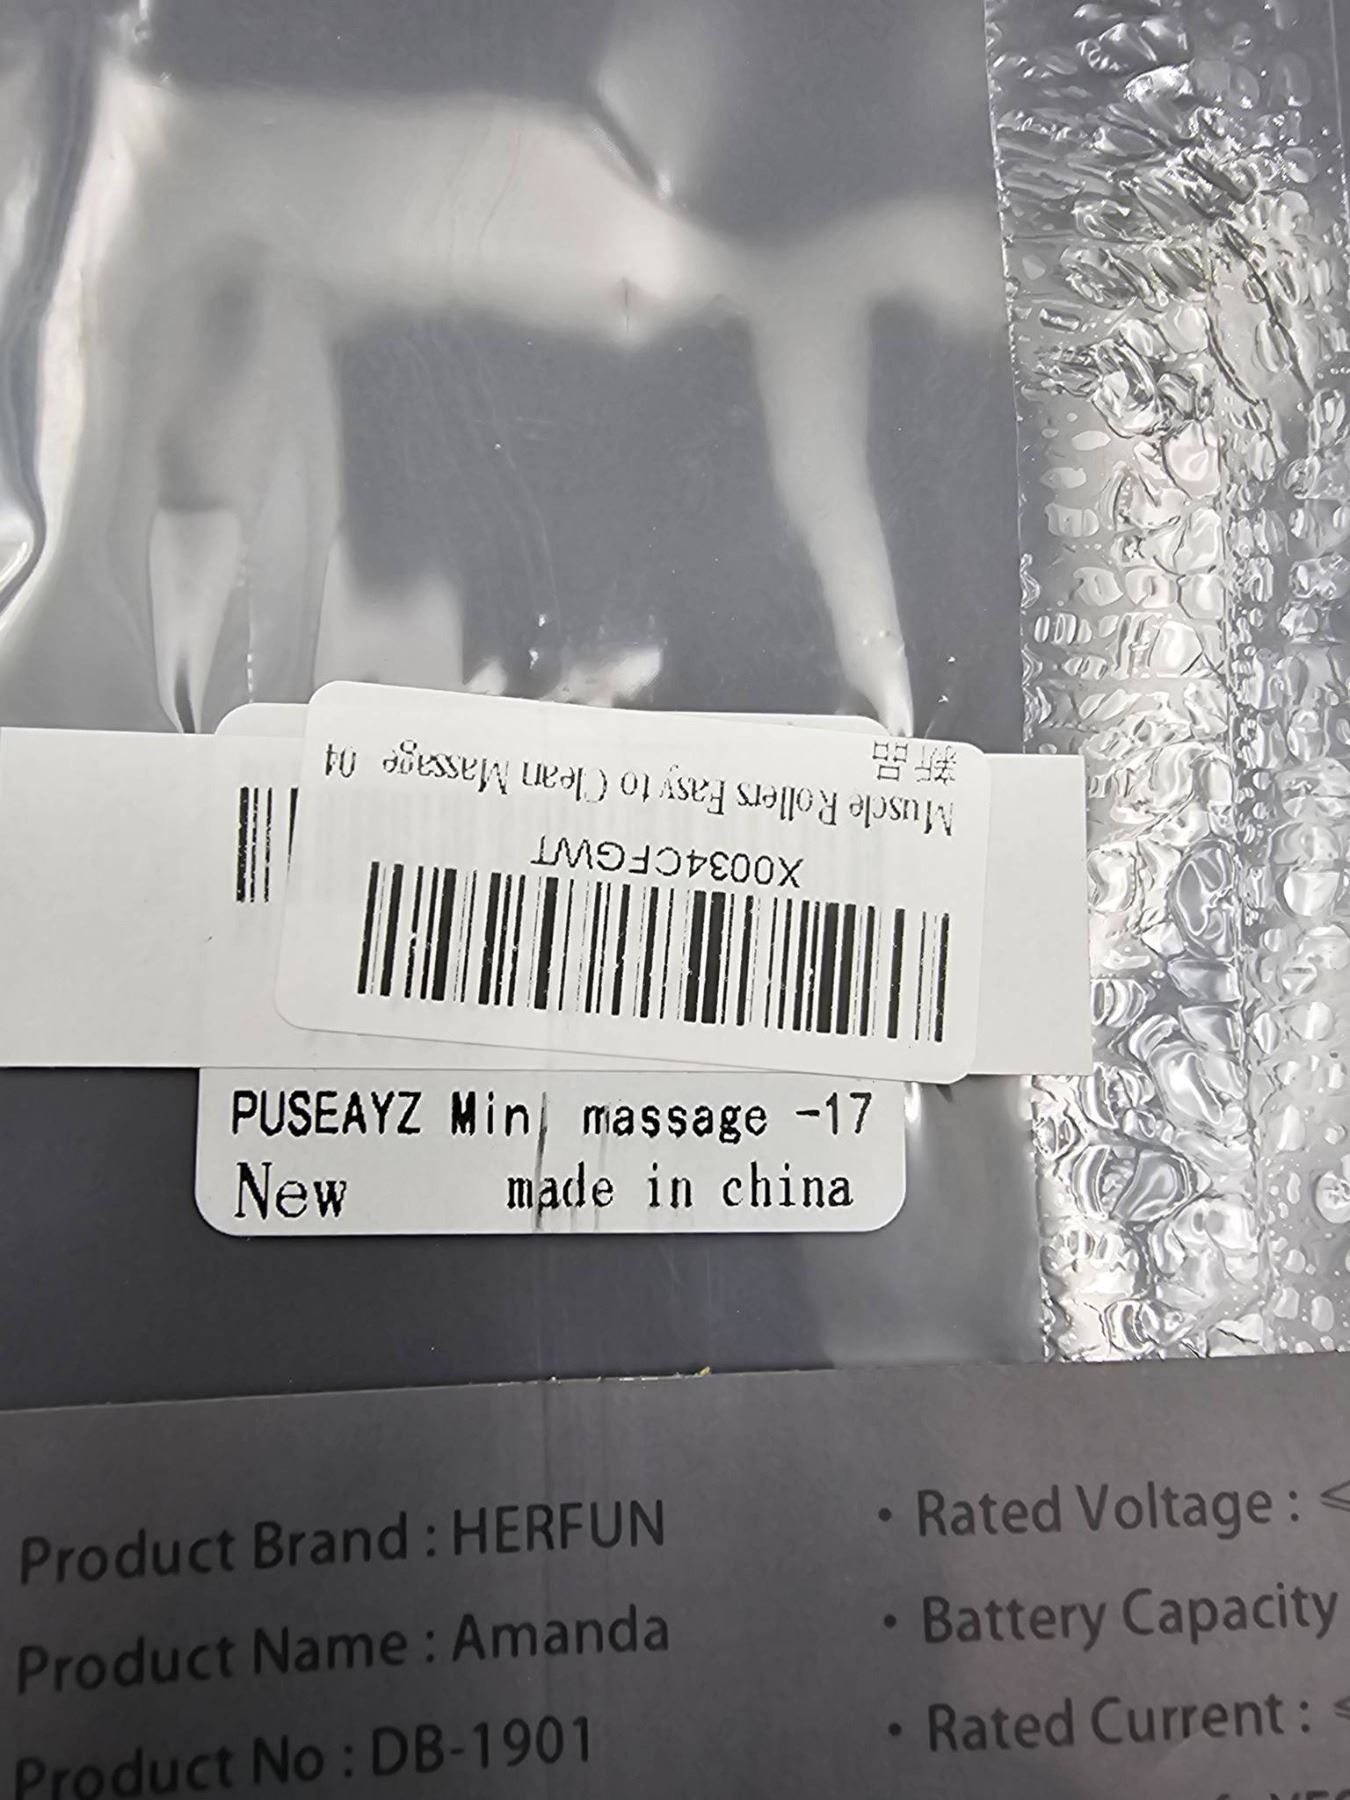 新品
Muscle Rollers Easy to Clean Massage 04
X0034CFGWT
PUSEAYZ Min massage -17
New made in china
Product Brand : HERFUN
Product Name : Amanda
Product No : DB-1901
• Rated Voltage :
• Battery Capacity
• Rated Current :